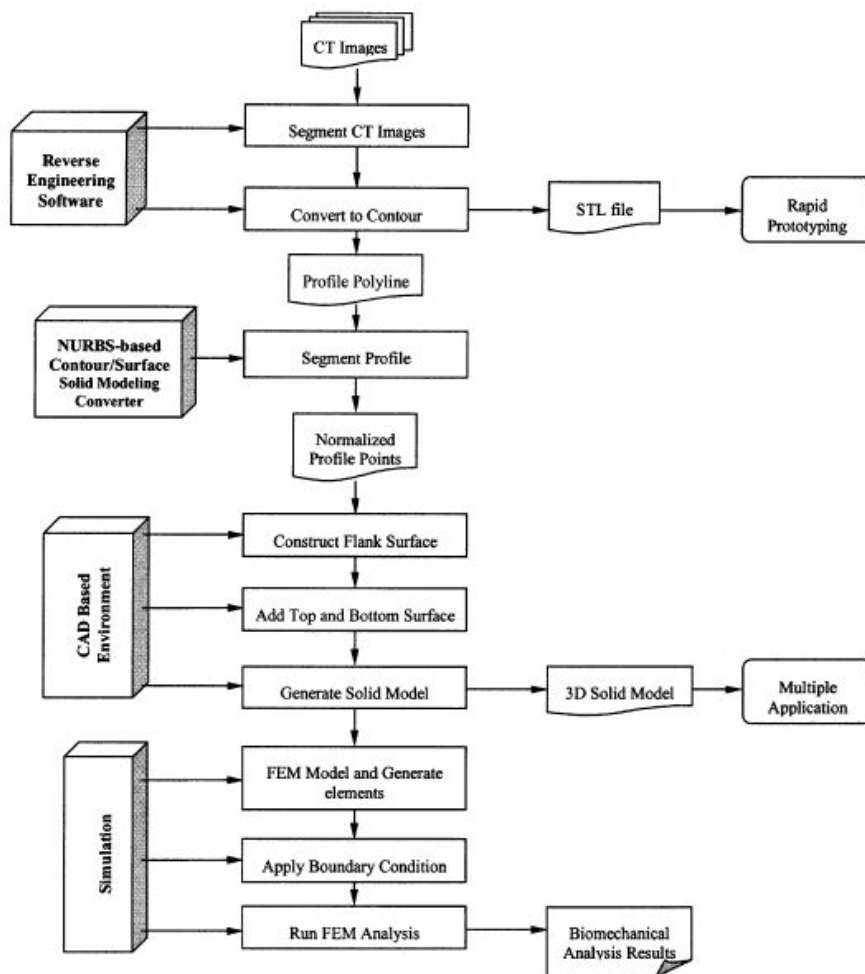 CT Images
Segment CT Images
Reverse
Engineering
Software
Convert to Contour
STL file
Rapid
Prototyping
Profile Polyline
NURBS-based
Contour/Surface
Solid Modeling
Converter
Segment Profile
Normalized
Profile Points
CAD Based
Environment
Construct Flank Surface
Add Top and Bottom Surface
Generate Solid Model
3D Solid Model
Multiple
Application
Simulation
FEM Model and Generate
elements
Apply Boundary Condition
Run FEM Analysis
Biomechanical
Analysis Results